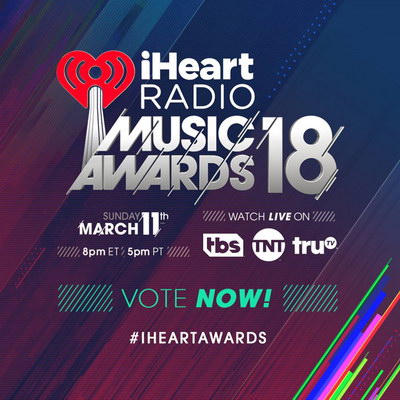 iHeart
RADIO
MUSIC
AWARDS 18
SUNDAY
MARCH 11th
8pm ET 5pm PT
WATCH LIVE ON
tbs TNT truTV
VOTE NOW!
#IHEARTAWARDS